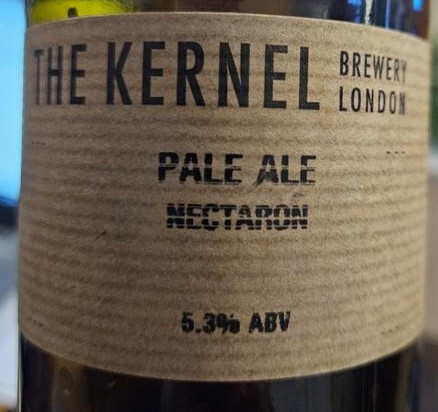 THE KERNEL BREWERY LONDON
PALE ALE
NECTARON
5.3% ABV